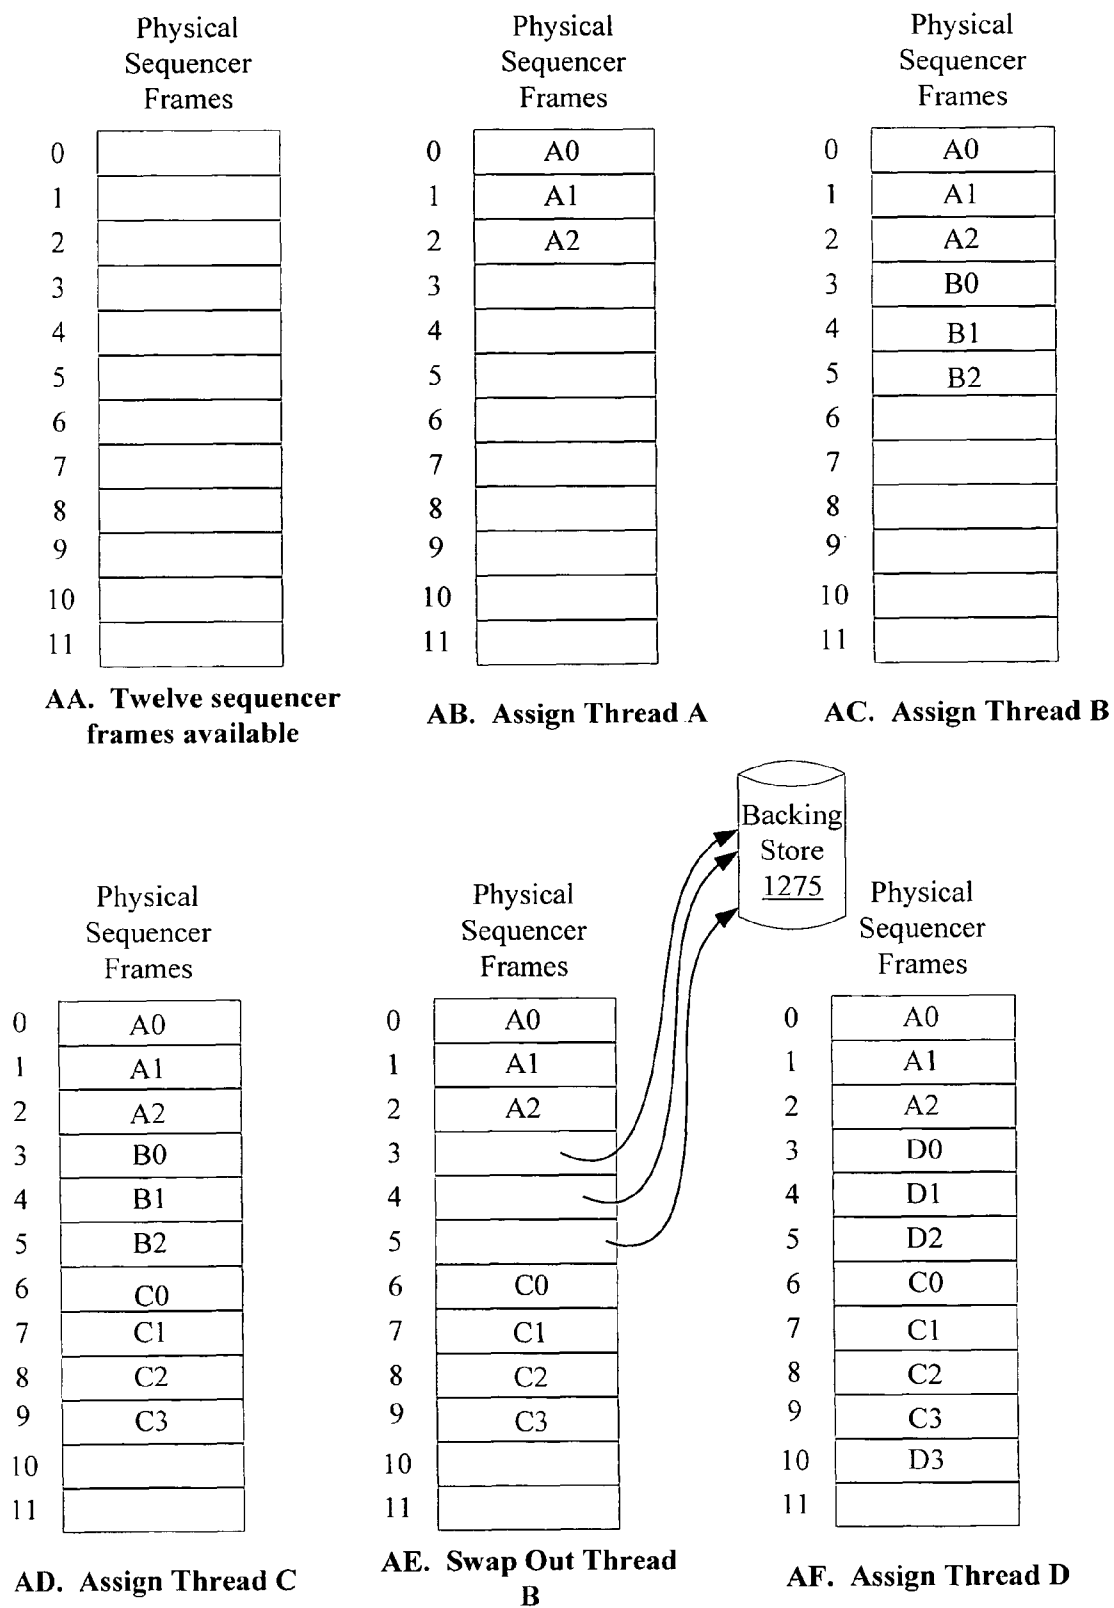 Physical
Sequencer
Frames
0
1
2
3
4
5
6
7
8
9
10
11
AA. Twelve sequencer
frames available
Physical
Sequencer
Frames
0 A0
1 A1
2 A2
3
4
5
6
7
8
9
10
11
AB. Assign Thread A
Physical
Sequencer
Frames
0 A0
1 A1
2 A2
3 B0
4 B1
5 B2
6
7
8
9
10
11
AC. Assign Thread B
Physical
Sequencer
Frames
0 A0
1 A1
2 A2
3 B0
4 B1
5 B2
6 C0
7 C1
8 C2
9 C3
10
11
AD. Assign Thread C
Physical
Sequencer
Frames
0 A0
1 A1
2 A2
3
4
5
6 C0
7 C1
8 C2
9 C3
10
11
AE. Swap Out Thread
B
Backing
Store
1275
Physical
Sequencer
Frames
0 A0
1 A1
2 A2
3 D0
4 D1
5 D2
6 C0
7 C1
8 C2
9 C3
10 D3
11
AF. Assign Thread D